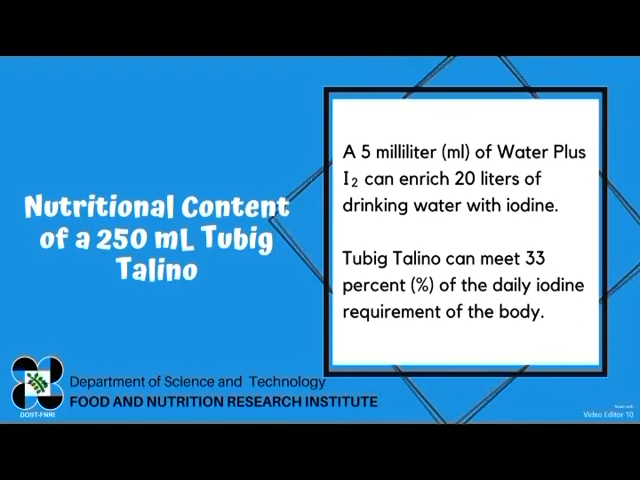 Nutritional Content
of a 250 mL Tubig
Talino
A 5 milliliter (ml) of Water Plus
I₂ can enrich 20 liters of
drinking water with iodine.
Tubig Talino can meet 33
percent (%) of the daily iodine
requirement of the body.
Department of Science and Technology
FOOD AND NUTRITION RESEARCH INSTITUTE
DOST-FNRI
Made with
Video Editor 10